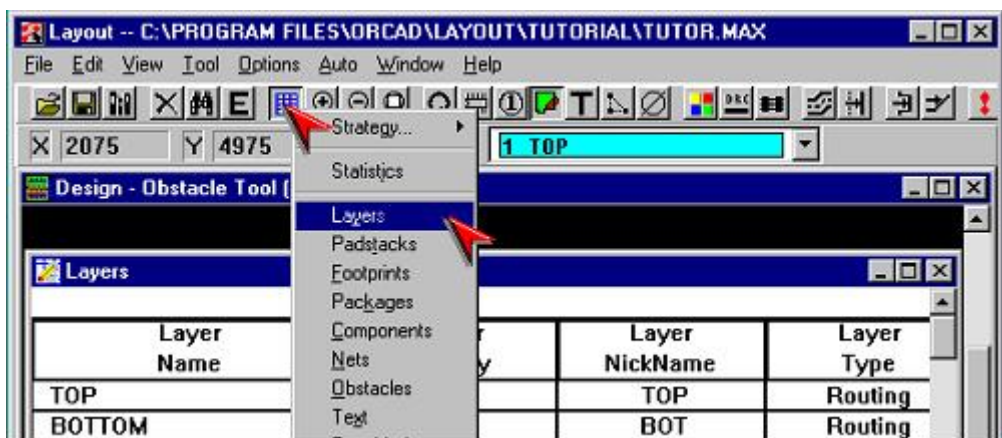 Layout -- C:\PROGRAM FILES\ORCAD\LAYOUT\TUTORIAL\TUTOR.MAX
File Edit View Tool Options Auto Window Help
X 2075 Y 4975 1 TOP
Design - Obstacle Tool (
Strategy...
Statistics
Layers
Padstacks
Footprints
Packages
Components
Nets
Obstacles
Text
Layers
Layer Name
Layer NickName
Layer Type
TOP TOP Routing
BOTTOM BOT Routing